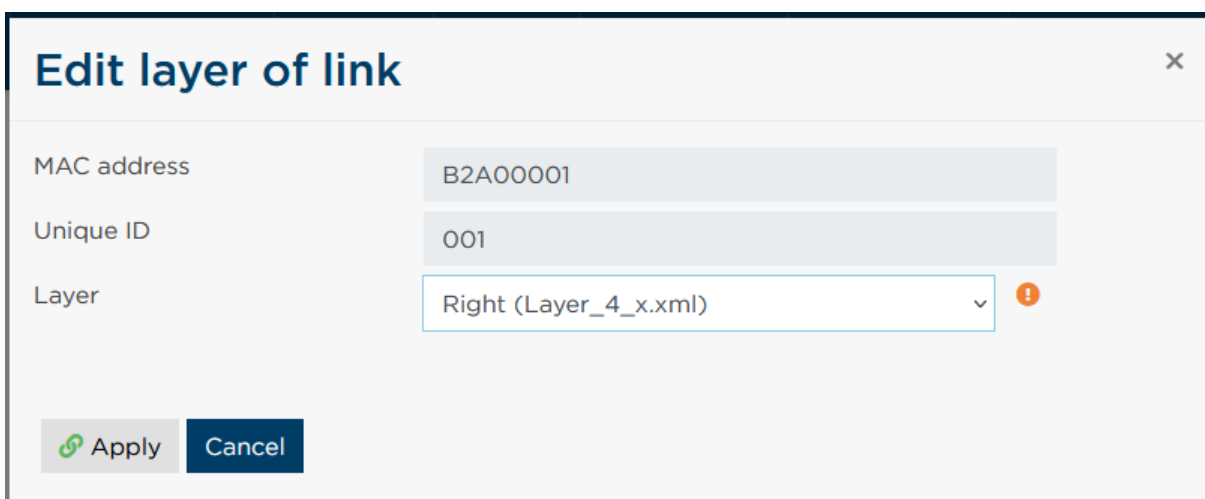 Edit layer of link
×
MAC address
B2A00001
Unique ID
001
Layer
Right (Layer_4_x.xml)
Apply
Cancel